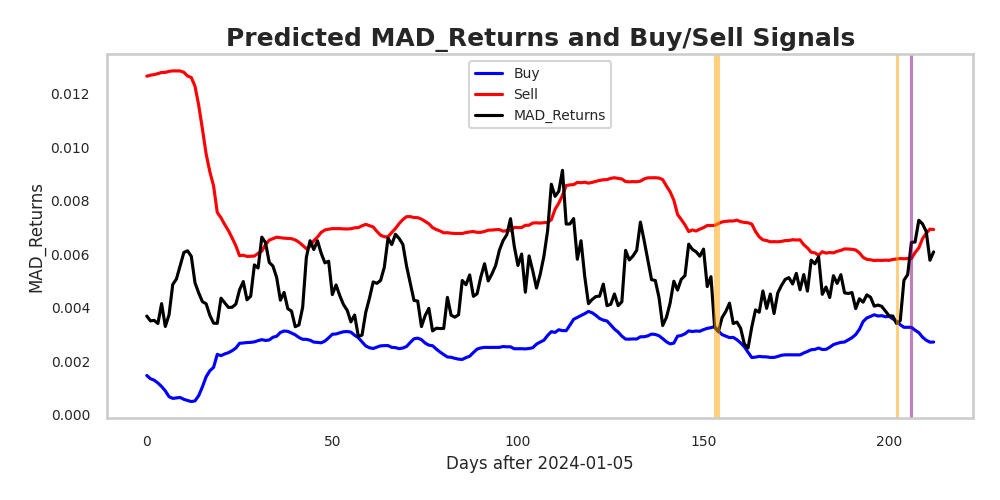 Predicted MAD_Returns and Buy/Sell Signals
Buy
Sell
MAD_Returns
MAD_Returns
0.012
0.010
0.008
0.006
0.004
0.002
0.000
0
50
100
150
200
Days after 2024-01-05